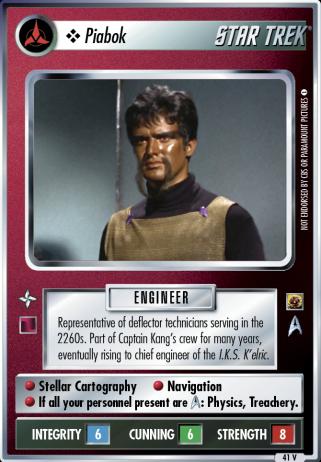 ❖ Piabok
STAR TREK
NOT ENDORSED BY CBS OR PARAMOUNT PICTURES
ENGINEER
Representative of deflector technicians serving in the
2260s. Part of Captain Kang's crew for many years,
eventually rising to chief engineer of the I.K.S. K'elric.
Stellar Cartography Navigation
If all your personnel present are : Physics, Treachery.
INTEGRITY 6 CUNNING 6 STRENGTH 8
41 V